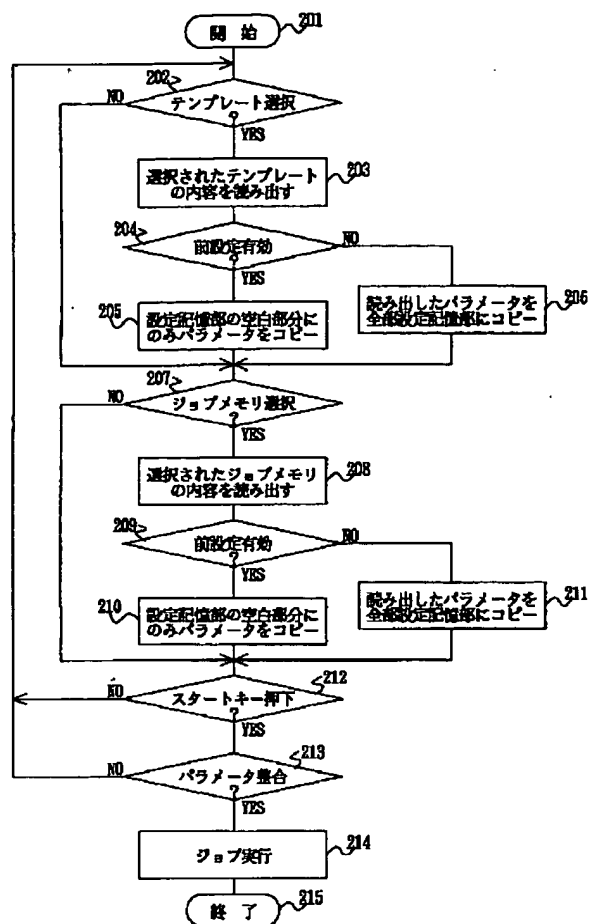 開 始
201
202
NO
テンプレート選択
?
YES
選択されたテンプレート
の内容を読み出す
203
204
前設定有効
?
NO
YES
205
設定記憶部の空白部分に
のみパラメータをコピー
読み出したパラメータを
全部設定記憶部にコピー
206
207
NO
ジョブメモリ選択
?
YES
選択されたジョブメモリ
の内容を読み出す
208
209
前設定有効
?
NO
YES
210
設定記憶部の空白部分に
のみパラメータをコピー
読み出したパラメータを
全部設定記憶部にコピー
211
NO
スタートキー押下
?
212
YES
NO
パラメータ整合
?
213
YES
ジョブ実行
214
終 了
215